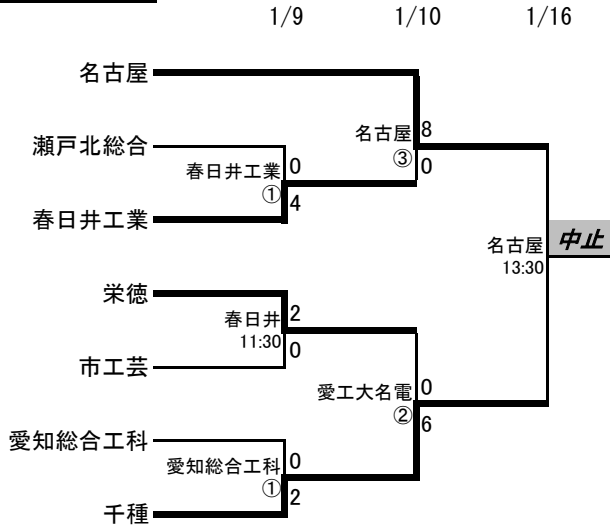 1/9 1/10 1/16
名古屋
8
名古屋
③
0
瀬戸北総合
0
春日井工業
①
4
春日井工業
中止
名古屋
13:30
栄徳
2
春日井
11:30
0
市工芸
0
愛工大名電
②
6
愛知総合工科
0
愛知総合工科
①
2
千種